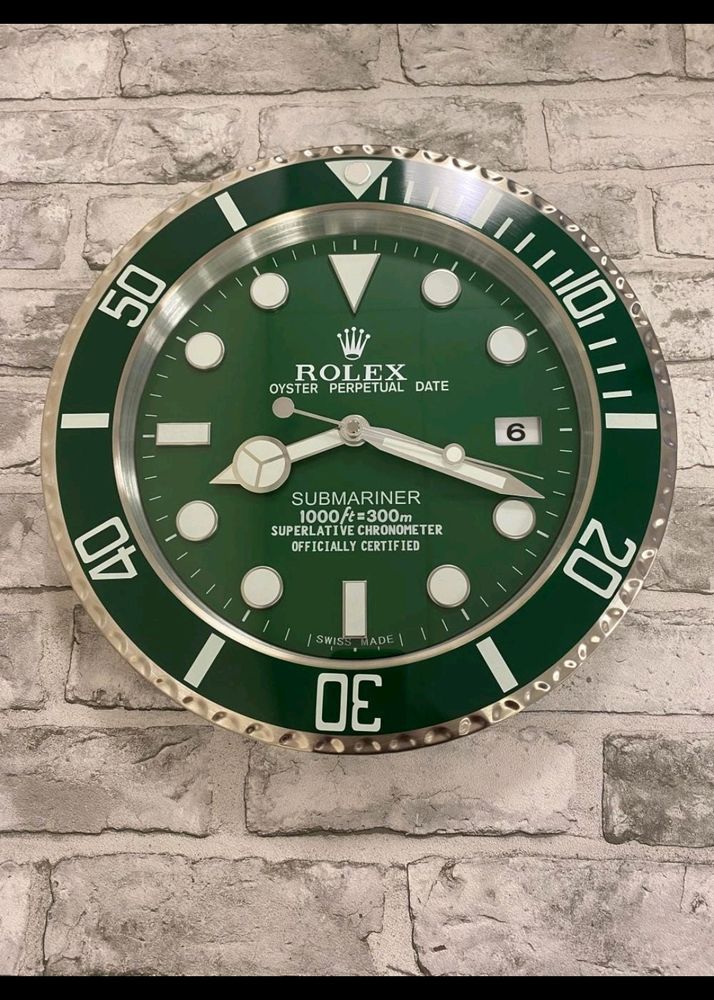 ROLEX
OYSTER PERPETUAL DATE
6
SUBMARINER
1000ft=300m
SUPERLATIVE CHRONOMETER
OFFICIALLY CERTIFIED
SWISS MADE
10
20
30
40
50